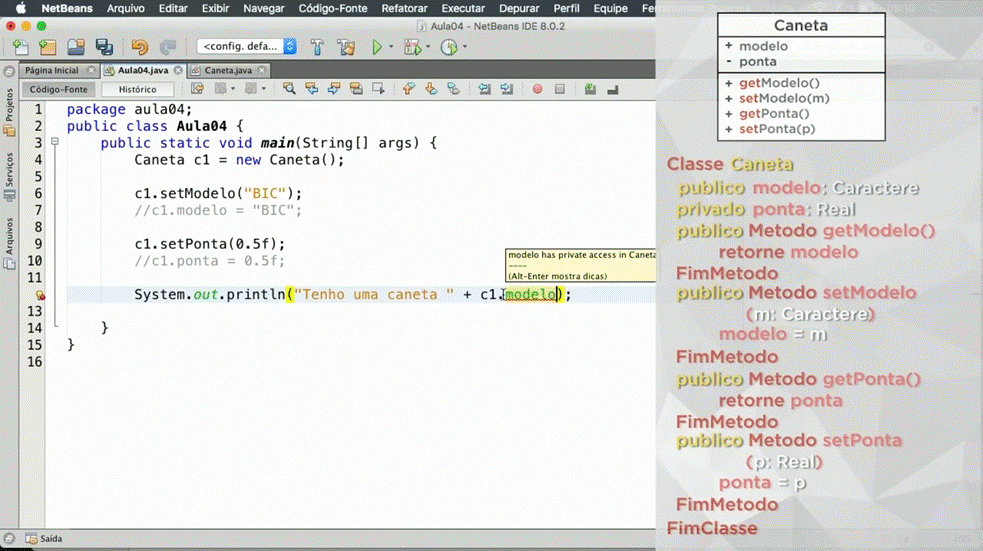 NetBeans Arquivo Editar Exibir Navegar Código-Fonte Refatorar Executar Depurar Perfil Equipe
Aula04 - NetBeans IDE 8.0.2
<config. defa...
Página Inicial Aula04.java Caneta.java
Código-Fonte Histórico
Projetos
Serviços
Arquivos
1 package aula04;
2 public class Aula04 {
3 public static void main(String[] args) {
4 Caneta c1 = new Caneta();
5
6 c1.setModelo("BIC");
7 //c1.modelo = "BIC";
8
9 c1.setPonta(0.5f);
10 //c1.ponta = 0.5f;
11
System.out.println("Tenho uma caneta " + c1.modelo);
13
14 }
15 }
16
modelo has private access in Caneta
----
(Alt-Enter mostra dicas)
Saída
Caneta
+ modelo
- ponta
+ getModelo()
+ setModelo(m)
+ getPonta()
+ setPonta(p)
Classe Caneta
publico modelo: Caractere
privado ponta: Real
publico Metodo getModelo()
retorne modelo
FimMetodo
publico Metodo setModelo
(m: Caractere)
modelo = m
FimMetodo
publico Metodo getPonta()
retorne ponta
FimMetodo
publico Metodo setPonta
(p: Real)
ponta = p
FimMetodo
FimClasse